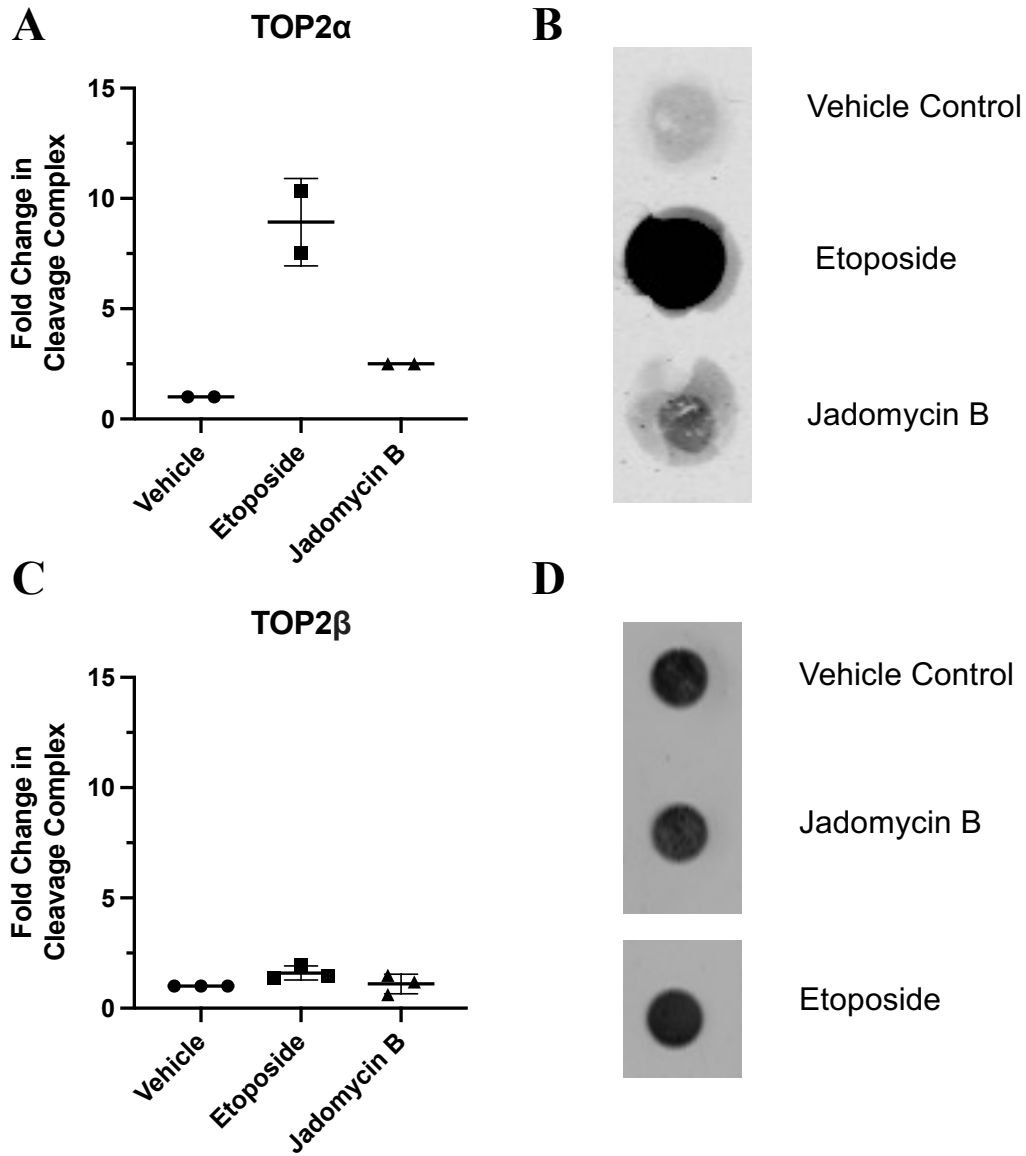 A
TOP2α
Fold Change in
Cleavage Complex
15
10
5
0
Vehicle
Etoposide
Jadomycin B
B
Vehicle Control
Etoposide
Jadomycin B
C
TOP2β
Fold Change in
Cleavage Complex
15
10
5
0
Vehicle
Etoposide
Jadomycin B
D
Vehicle Control
Jadomycin B
Etoposide